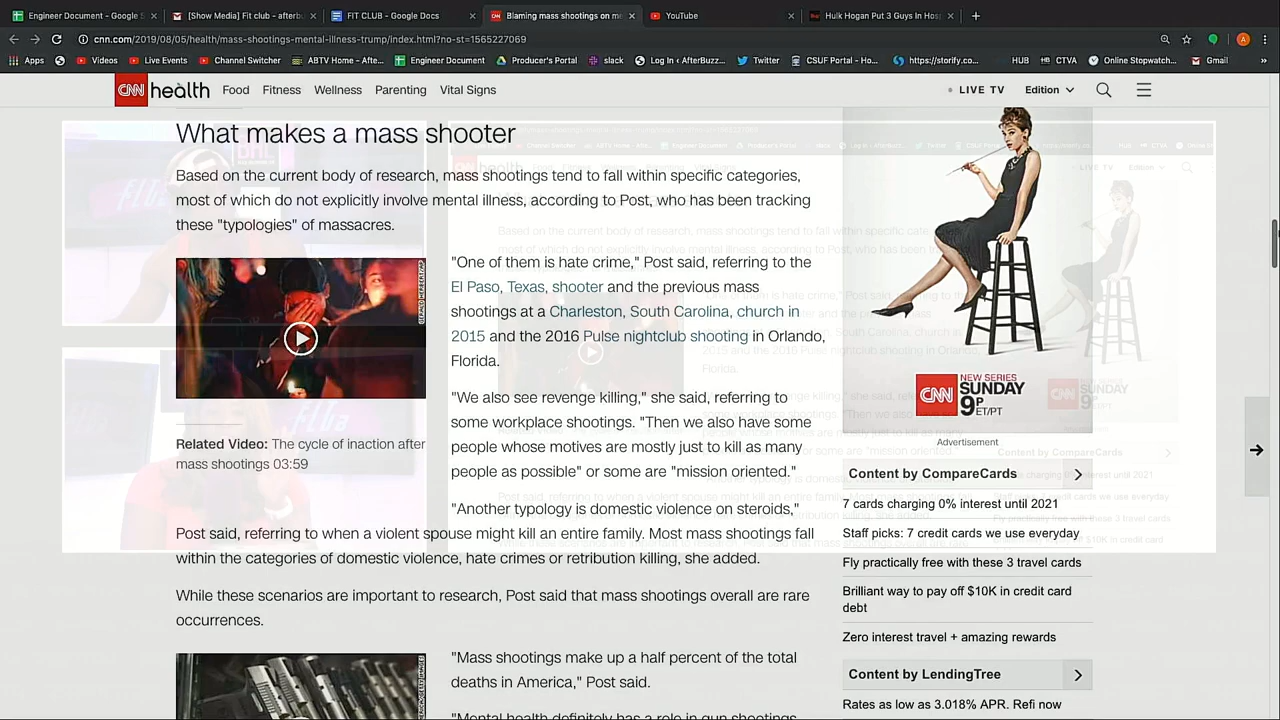 Engineer Document - Google S
[Show Media] Fit club - afterbu
FIT CLUB - Google Docs
Blaming mass shootings on me
YouTube
Hulk Hogan Put 3 Guys In Hos
cnn.com/2019/08/05/health/mass-shootings-mental-illness-trump/index.html?no-st=1565227069
Apps
Videos
Live Events
Channel Switcher
ABTV Home - Afte...
Engineer Document
Producer's Portal
slack
Log In ‹ AfterBuzz...
Twitter
CSUF Portal - Ho...
https://storify.co...
HUB
CTVA
Online Stopwatch...
Gmail
CNN health
Food
Fitness
Wellness
Parenting
Vital Signs
LIVE TV
Edition
What makes a mass shooter
Based on the current body of research, mass shootings tend to fall within specific categories,
most of which do not explicitly involve mental illness, according to Post, who has been tracking
these "typologies" of massacres.
"One of them is hate crime," Post said, referring to the
El Paso, Texas, shooter and the previous mass
shootings at a Charleston, South Carolina, church in
2015 and the 2016 Pulse nightclub shooting in Orlando,
Florida.
"We also see revenge killing," she said, referring to
some workplace shootings. "Then we also have some
people whose motives are mostly just to kill as many
people as possible" or some are "mission oriented."
Related Video: The cycle of inaction after
mass shootings 03:59
"Another typology is domestic violence on steroids,"
Post said, referring to when a violent spouse might kill an entire family. Most mass shootings fall
within the categories of domestic violence, hate crimes or retribution killing, she added.
While these scenarios are important to research, Post said that mass shootings overall are rare
occurrences.
"Mass shootings make up a half percent of the total
deaths in America," Post said.
"Mental health definitely has a role in gun shootings
CNN
NEW SERIES
SUNDAY
9P
ET/PT
Advertisement
Content by CompareCards
7 cards charging 0% interest until 2021
Staff picks: 7 credit cards we use everyday
Fly practically free with these 3 travel cards
Brilliant way to pay off $10K in credit card
debt
Zero interest travel + amazing rewards
Content by LendingTree
Rates as low as 3.018% APR. Refi now